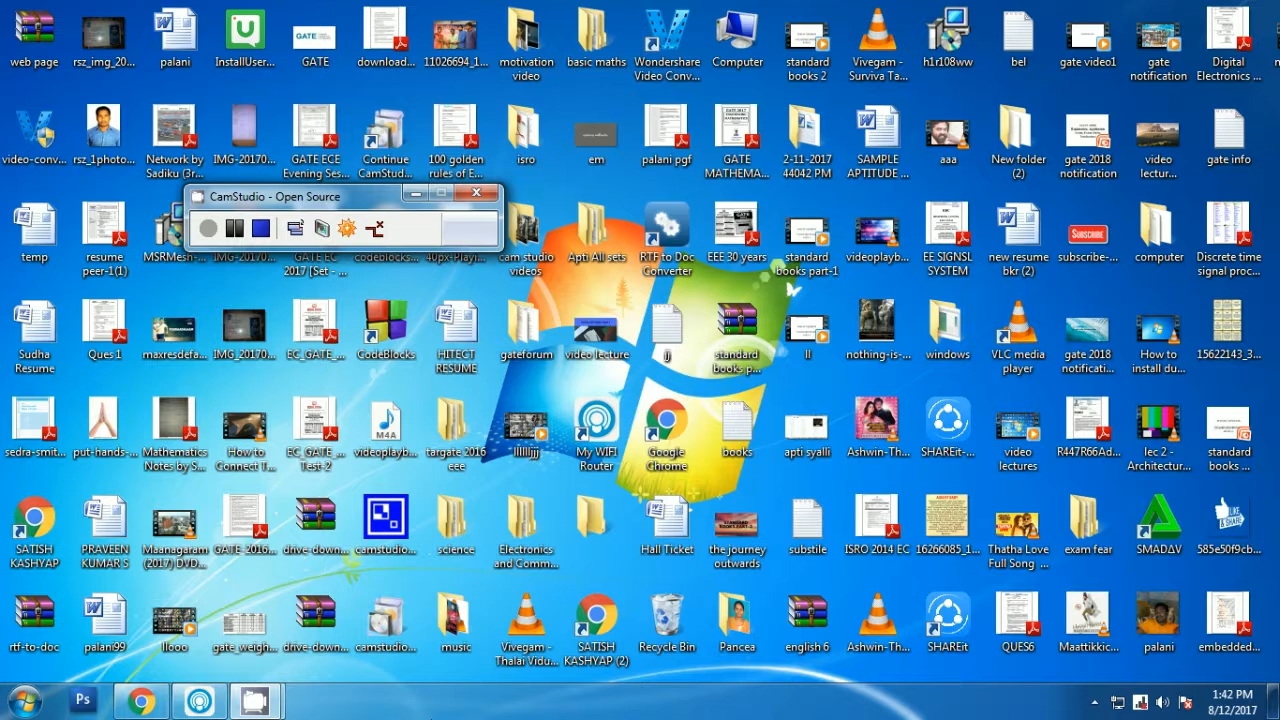 web page
rsz_img_20...
palani
InstallUser...
GATE
download...
11026694_1...
motivation
video
basic maths
Wondershare
Video Conv...
Computer
standard
books 2
Vivegam -
Surviva Ta...
h1r108ww
bel
gate video1
gate
notification
Digital
Electronics ...
video-conv...
rsz_1photo...
Network by
Sadiku (3r...
IMG-20170...
GATE ECE
Evening Ses...
Continue
CamStudi...
100 golden
rules of E...
isro
em
palani pgf
GATE
MATHEMA...
2-11-2017
44042 PM
SAMPLE
APTITUDE ...
aaa
New folder
(2)
gate 2018
notification
video
lectur...
gate info
CamStudio - Open Source
temp
resume
peer-1(1)
MSRMesh-...
IMG-20170...
GATE EC
2017 [Set - ...
codeblocks...
40px-Playi...
cam studio
videos
Apti All sets
RTF to Doc
Converter
EEE 30 years
standard
books part-1
videoplayb...
EE SIGNSL
SYSTEM
new resume
bkr (2)
SUBSCRIBE
subscribe-...
computer
Discrete time
signal proc...
Sudha
Resume
Ques 1
maxresdefa...
IMG_20170...
EC_GATE_...
CodeBlocks
HITECT
RESUME
gateforum
video lecture
jj
standard
books p...
ll
nothing-is-...
windows
VLC media
player
gate 2018
notificati...
How to
install du...
15622143_3...
sedra-smit...
put-hands-...
Mathematics
Notes by S...
How to
Connect T...
EC_GATE_...
Test-2
M4A
videoplayb...
targate 2016
eee
lllllljjj
My WIFI
Router
Google
Chrome
books
apti syalli
Ashwin-Th...
SHAREit-...
video
lectures
R447R66Ad...
lec 2 -
Architectur...
standard
books ...
SATISH
KASHYAP
PRAVEEN
KUMAR S
Maanagaram
(2017) DVD...
GATE_2016...
drive-down...
camstudio...
science
Electronics
and Comm...
Hall Ticket
the journey
outwards
substile
ISRO 2014 EC
16266085_1...
Thatha Love
Full Song ...
exam fear
SMADΔV
LIKE
& SHARE
585e50f9cb...
rtf-to-doc
palani99
llooo
gate_weigh...
drive-down...
camstudio...
music
Vivegam -
Thalai Vidu...
SATISH
KASHYAP (2)
Recycle Bin
Pancea
english 6
Ashwin-Th...
SHAREit
QUES6
Maattikkic...
palani
embedded...
Ps
1:42 PM
8/12/2017